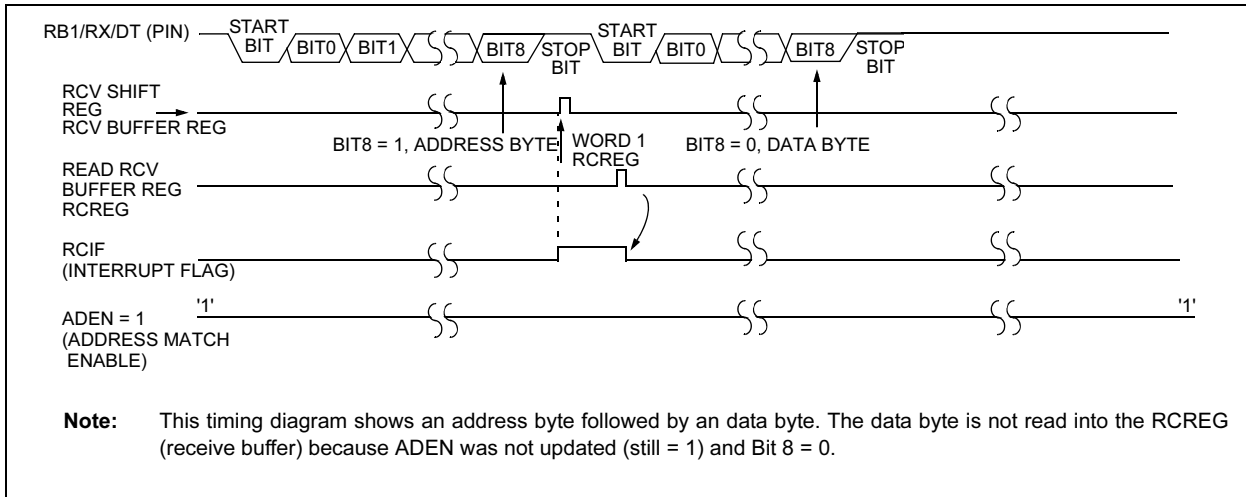 RB1/RX/DT (PIN)
START BIT
BIT0
BIT1
BIT8
STOP BIT
START BIT
BIT0
BIT8
STOP BIT
RCV SHIFT
REG
RCV BUFFER REG
BIT8 = 1, ADDRESS BYTE
WORD 1
RCREG
BIT8 = 0, DATA BYTE
READ RCV
BUFFER REG
RCREG
RCIF
(INTERRUPT FLAG)
'1'
'1'
ADEN = 1
(ADDRESS MATCH
ENABLE)
Note: This timing diagram shows an address byte followed by an data byte. The data byte is not read into the RCREG
(receive buffer) because ADEN was not updated (still = 1) and Bit 8 = 0.